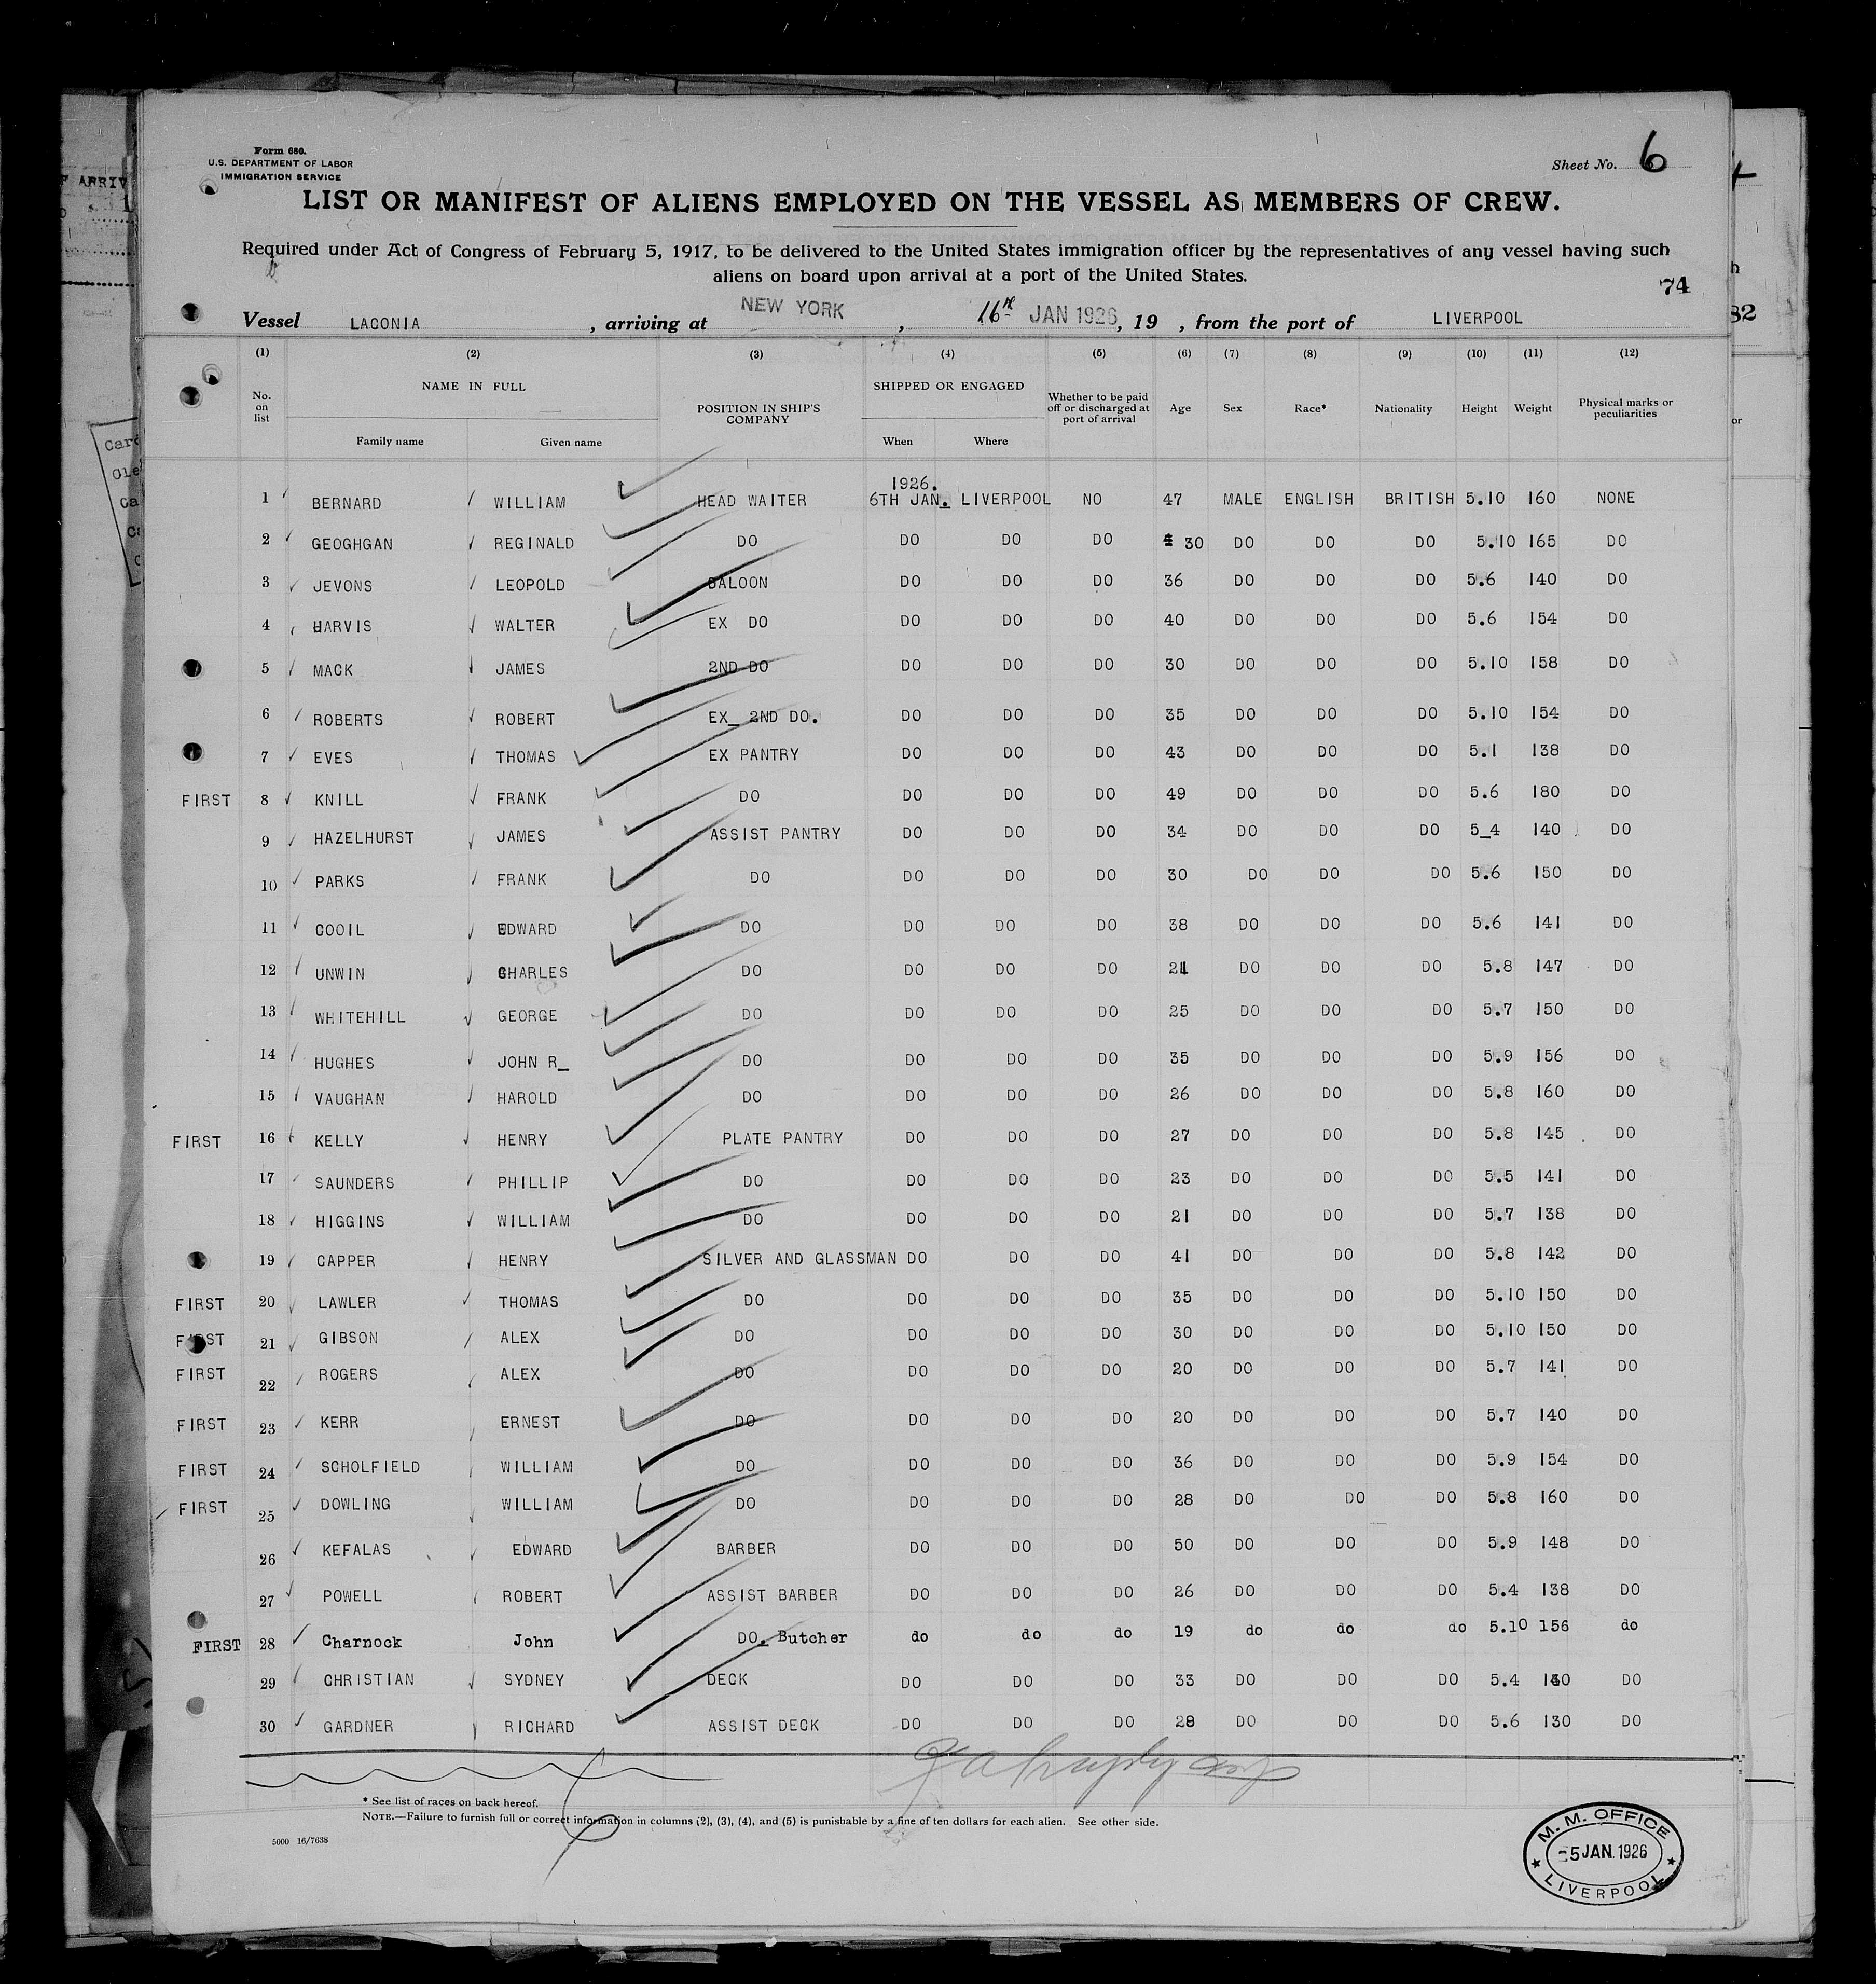 Form 680.
U.S. DEPARTMENT OF LABOR
IMMIGRATION SERVICE
Sheet No. 6
LIST OR MANIFEST OF ALIENS EMPLOYED ON THE VESSEL AS MEMBERS OF CREW.
Required under Act of Congress of February 5, 1917, to be delivered to the United States immigration officer by the representatives of any vessel having such
aliens on board upon arrival at a port of the United States.
74
Vessel LACONIA, arriving at NEW YORK, 16th JAN 1926, 19 , from the port of LIVERPOOL
(1) (2) (3) (4) (5) (6) (7) (8) (9) (10) (11) (12)
No. on list NAME IN FULL Family name Given name POSITION IN SHIP'S COMPANY SHIPPED OR ENGAGED When Where Whether to be paid off or discharged at port of arrival Age Sex Race* Nationality Height Weight Physical marks or peculiarities
1926.
1 BERNARD WILLIAM HEAD WAITER 6TH JAN. LIVERPOOL NO 47 MALE ENGLISH BRITISH 5.10 160 NONE
2 GEOGHGAN REGINALD DO DO DO DO 30 DO DO DO 5.10 165 DO
3 JEVONS LEOPOLD SALOON DO DO DO 36 DO DO DO 5.6 140 DO
4 HARVIS WALTER EX DO DO DO DO 40 DO DO DO 5.6 154 DO
5 MACK JAMES 2ND DO DO DO DO 30 DO DO DO 5.10 158 DO
6 ROBERTS ROBERT EX_ 2ND DO. DO DO DO 35 DO DO DO 5.10 154 DO
7 EVES THOMAS EX PANTRY DO DO DO 43 DO DO DO 5.1 138 DO
FIRST 8 KNILL FRANK DO DO DO DO 49 DO DO DO 5.6 180 DO
9 HAZELHURST JAMES ASSIST PANTRY DO DO DO 34 DO DO DO 5_4 140 DO
10 PARKS FRANK DO DO DO DO 30 DO DO DO 5.6 150 DO
11 COOIL EDWARD DO DO DO DO 38 DO DO DO 5.6 141 DO
12 UNWIN CHARLES DO DO DO DO 21 DO DO DO 5.8 147 DO
13 WHITEHILL GEORGE DO DO DO DO 25 DO DO DO 5.7 150 DO
14 HUGHES JOHN R_ DO DO DO DO 35 DO DO DO 5.9 156 DO
15 VAUGHAN HAROLD DO DO DO DO 26 DO DO DO 5.8 160 DO
FIRST 16 KELLY HENRY PLATE PANTRY DO DO DO 27 DO DO DO 5.8 145 DO
17 SAUNDERS PHILLIP DO DO DO DO 23 DO DO DO 5.5 141 DO
18 HIGGINS WILLIAM DO DO DO DO 21 DO DO DO 5.7 138 DO
19 CAPPER HENRY SILVER AND GLASSMAN DO DO DO 41 DO DO DO 5.8 142 DO
FIRST 20 LAWLER THOMAS DO DO DO DO 35 DO DO DO 5.10 150 DO
FIRST 21 GIBSON ALEX DO DO DO DO 30 DO DO DO 5.10 150 DO
FIRST 22 ROGERS ALEX DO DO DO DO 20 DO DO DO 5.7 141 DO
FIRST 23 KERR ERNEST DO DO DO DO 20 DO DO DO 5.7 140 DO
FIRST 24 SCHOLFIELD WILLIAM DO DO DO DO 36 DO DO DO 5.9 154 DO
FIRST 25 DOWLING WILLIAM DO DO DO DO 28 DO DO DO 5.8 160 DO
26 KEFALAS EDWARD BARBER DO DO DO 50 DO DO DO 5.9 148 DO
27 POWELL ROBERT ASSIST BARBER DO DO DO 26 DO DO DO 5.4 138 DO
FIRST 28 Charnock John DO. Butcher do do do 19 do do do 5.10 156 do
29 CHRISTIAN SYDNEY DECK DO DO DO 33 DO DO DO 5.4 DO
30 GARDNER RICHARD ASSIST DECK DO DO DO 28 DO DO DO 5.6 130 DO
* See list of races on back hereof.
NOTE.—Failure to furnish full or correct information in columns (2), (3), (4), and (5) is punishable by a fine of ten dollars for each alien. See other side.
5000 16/7638
M. M. OFFICE
5 JAN. 1926
LIVERPOOL
82